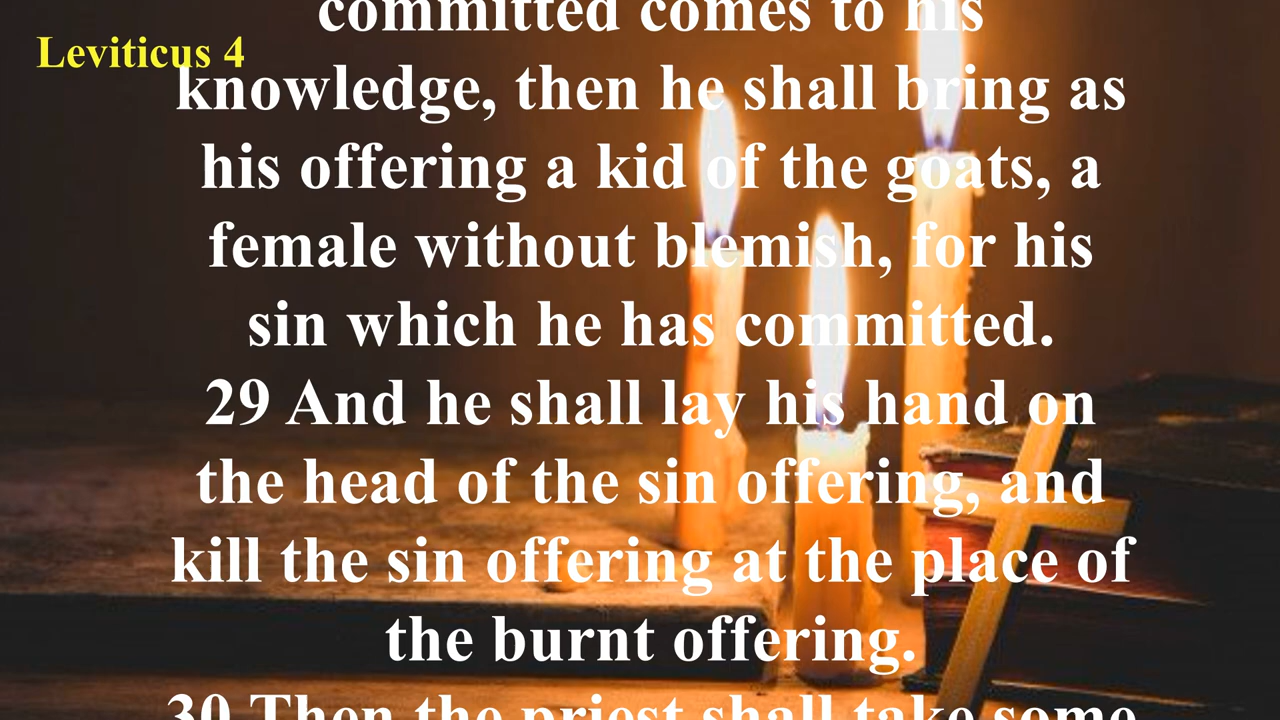 committed comes to his
Leviticus 4
knowledge, then he shall bring as
his offering a kid of the goats, a
female without blemish, for his
sin which he has committed.
29 And he shall lay his hand on
the head of the sin offering, and
kill the sin offering at the place of
the burnt offering.
30 Then the priest shall take some